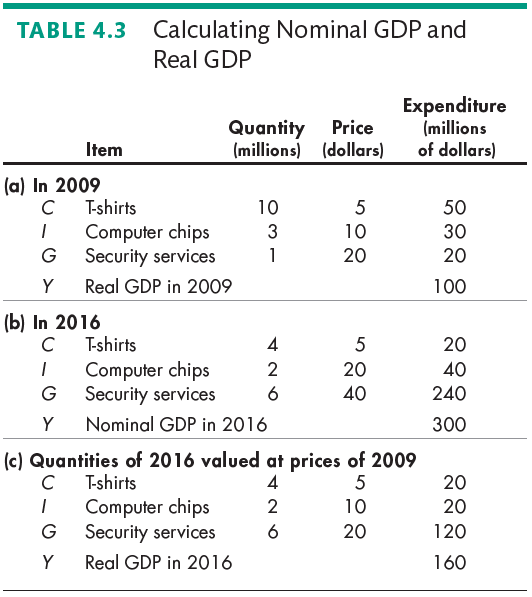 TABLE 4.3 Calculating Nominal GDP and
Real GDP
Item Quantity (millions) Price (dollars) Expenditure (millions of dollars)
(a) In 2009
C T-shirts 10 5 50
I Computer chips 3 10 30
G Security services 1 20 20
Y Real GDP in 2009 100
(b) In 2016
C T-shirts 4 5 20
I Computer chips 2 20 40
G Security services 6 40 240
Y Nominal GDP in 2016 300
(c) Quantities of 2016 valued at prices of 2009
C T-shirts 4 5 20
I Computer chips 2 10 20
G Security services 6 20 120
Y Real GDP in 2016 160